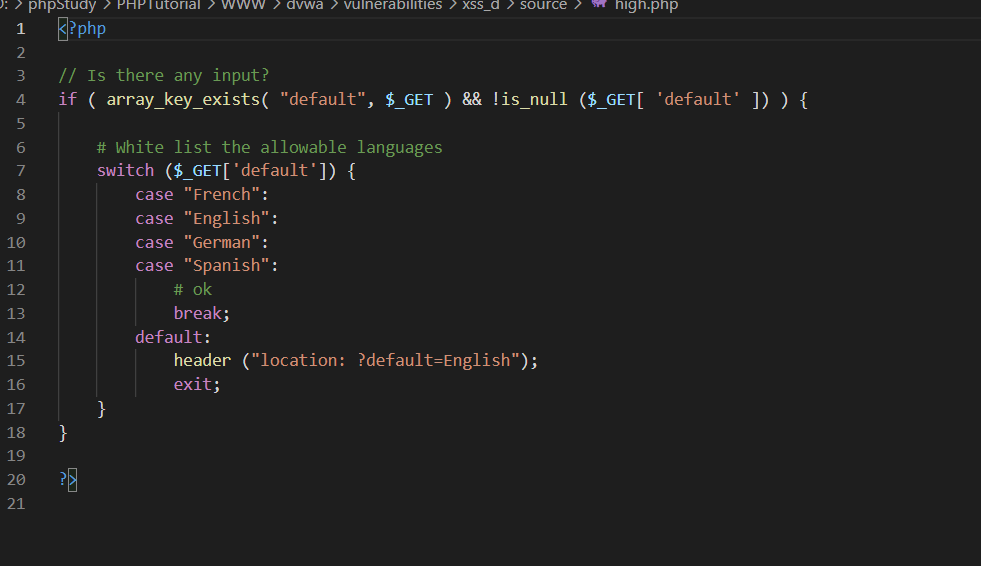 0: > phpStudy > PHPTutorial > WWW > dvwa > vulnerabilities > xss_d > source > high.php
1 <?php
2
3 // Is there any input?
4 if ( array_key_exists( "default", $_GET ) && !is_null ($_GET[ 'default' ]) ) {
5
6     # White list the allowable languages
7     switch ($_GET['default']) {
8         case "French":
9         case "English":
10         case "German":
11         case "Spanish":
12             # ok
13             break;
14         default:
15             header ("location: ?default=English");
16             exit;
17     }
18 }
19
20 ?>
21